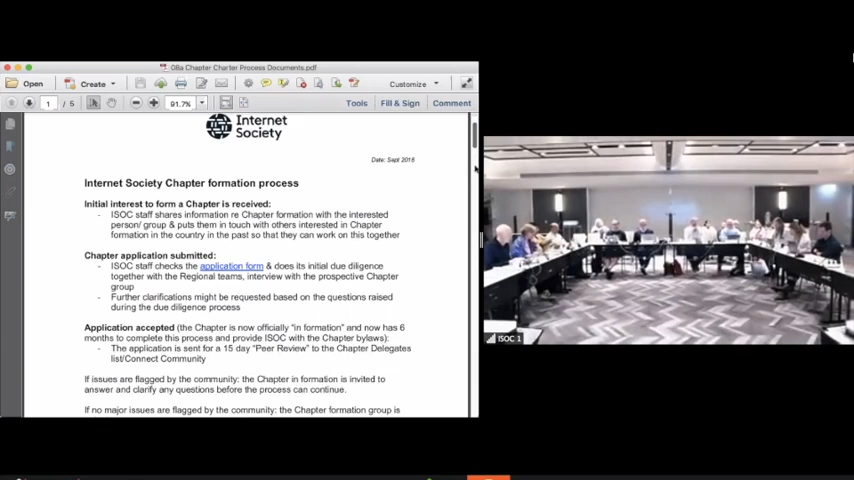 08a Chapter Charter Process Documents.pdf
Open
Create
Customize
1 / 5
91.7%
Tools
Fill & Sign
Comment
Internet
Society
Date: Sept 2018
Internet Society Chapter formation process
Initial interest to form a Chapter is received:
- ISOC staff shares information re Chapter formation with the interested
person/ group & puts them in touch with others interested in Chapter
formation in the country in the past so that they can work on this together
Chapter application submitted:
- ISOC staff checks the application form & does its initial due diligence
together with the Regional teams, interview with the prospective Chapter
group
- Further clarifications might be requested based on the questions raised
during the due diligence process
Application accepted (the Chapter is now officially "in formation" and now has 6
months to complete this process and provide ISOC with the Chapter bylaws):
- The application is sent for a 15 day "Peer Review" to the Chapter Delegates
list/Connect Community
If issues are flagged by the community: the Chapter in formation is invited to
answer and clarify any questions before the process can continue.
If no major issues are flagged by the community: the Chapter formation group is
ISOC 1